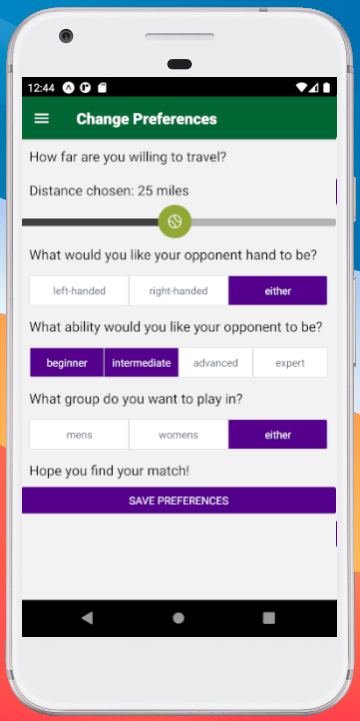 12:44
Change Preferences
How far are you willing to travel?
Distance chosen: 25 miles
What would you like your opponent hand to be?
left-handed right-handed either
What ability would you like your opponent to be?
beginner intermediate advanced expert
What group do you want to play in?
mens womens either
Hope you find your match!
SAVE PREFERENCES